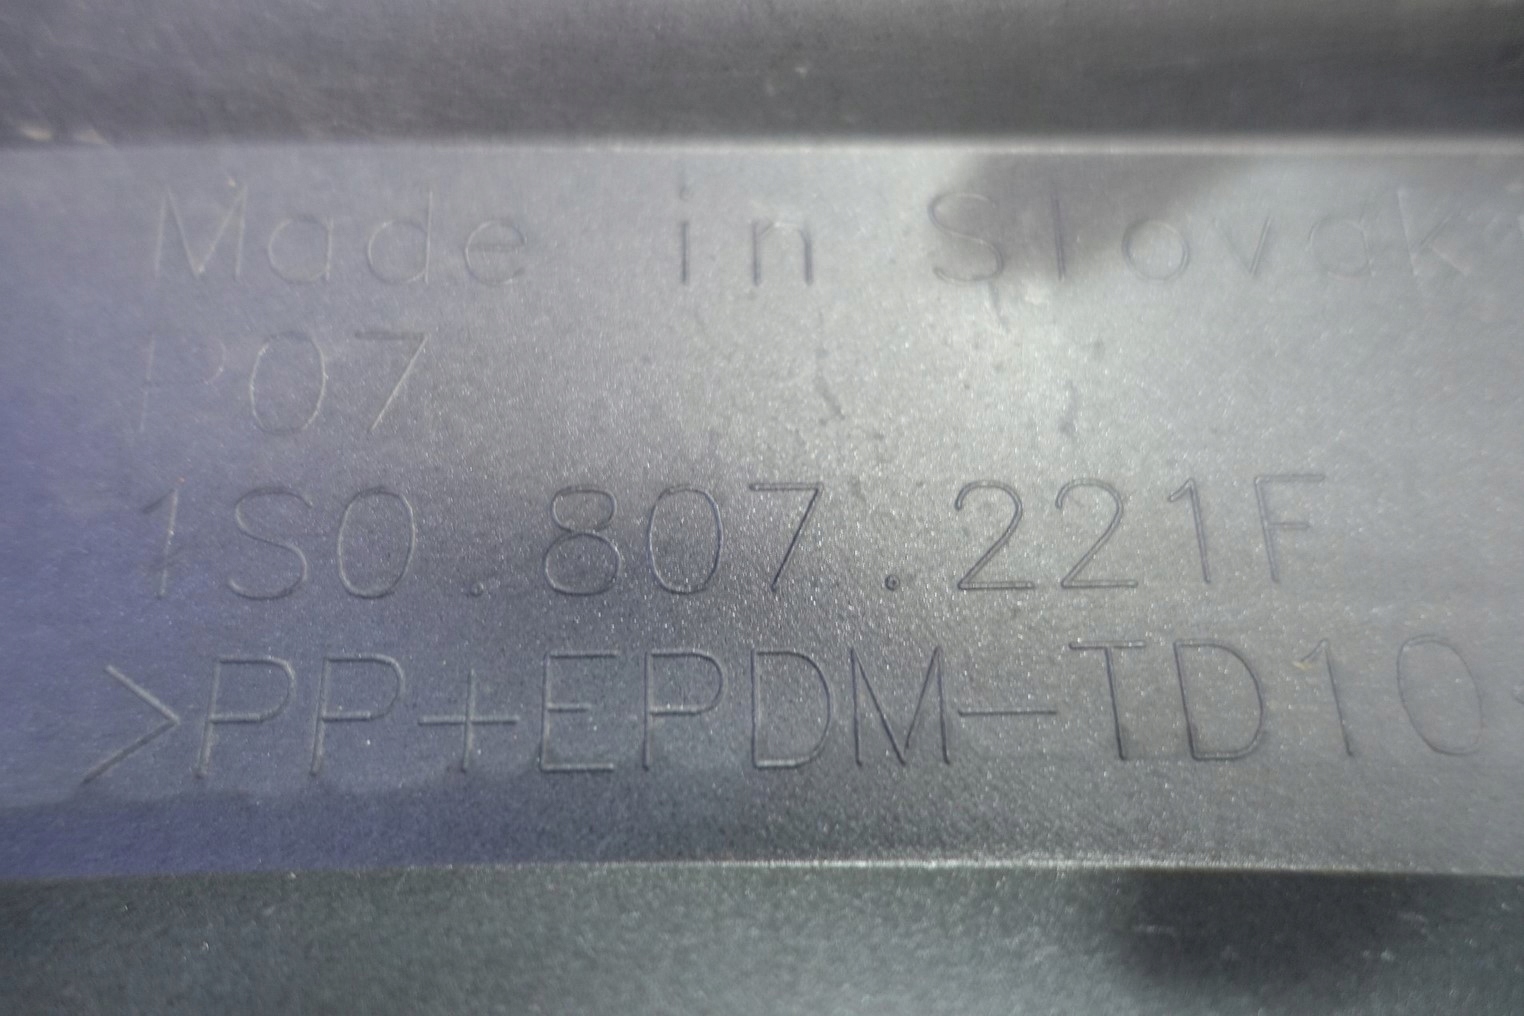 Made in Slovak
P07
1S0.807.221F
>PP+EPDM-TD10<